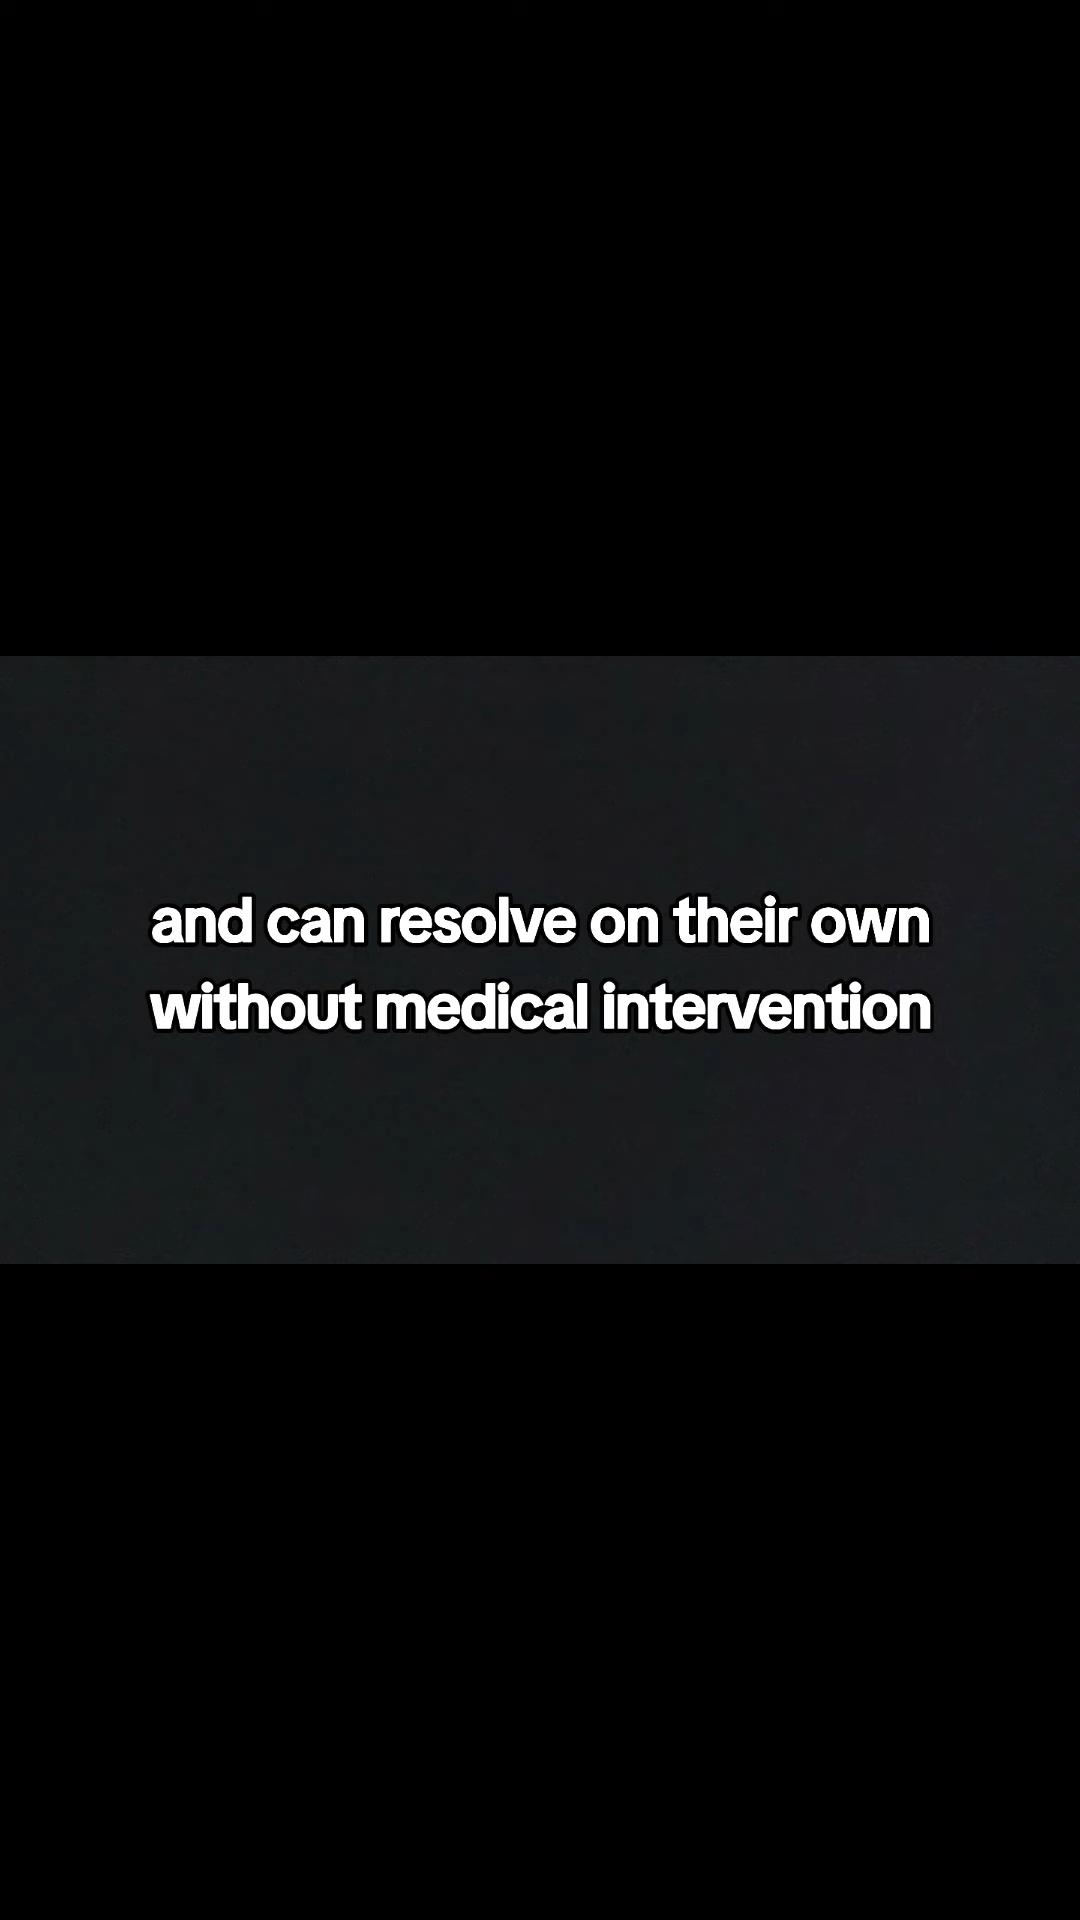 and can resolve on their own
without medical intervention